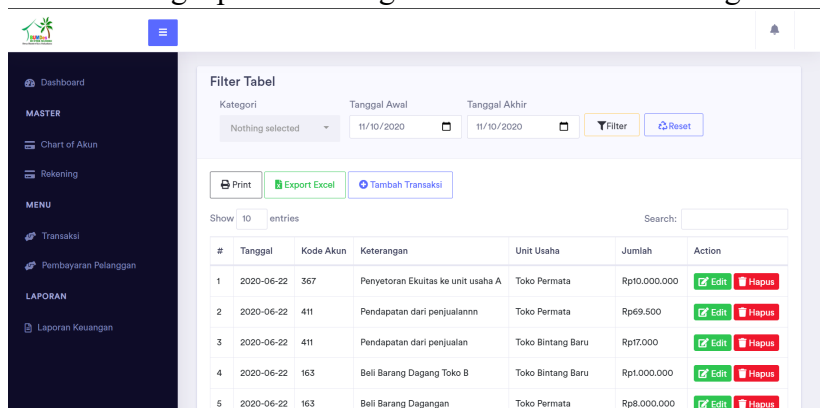 BUMDes
Dashboard
MASTER
Chart of Akun
Rekening
MENU
Transaksi
Pembayaran Pelanggan
LAPORAN
Laporan Keuangan
Filter Tabel
Kategori Tanggal Awal Tanggal Akhir
Nothing selected 11/10/2020 11/10/2020 Filter Reset
Print Export Excel Tambah Transaksi
Show 10 entries Search:
# Tanggal Kode Akun Keterangan Unit Usaha Jumlah Action
1 2020-06-22 367 Penyetoran Ekuitas ke unit usaha A Toko Permata Rp10.000.000 Edit Hapus
2 2020-06-22 411 Pendapatan dari penjualannn Toko Permata Rp69.500 Edit Hapus
3 2020-06-22 411 Pendapatan dari penjualan Toko Bintang Baru Rp17.000 Edit Hapus
4 2020-06-22 163 Beli Barang Dagang Toko B Toko Bintang Baru Rp1.000.000 Edit Hapus
5 2020-06-22 163 Beli Barang Dagangan Toko Permata Rp8.000.000 Edit Hapus